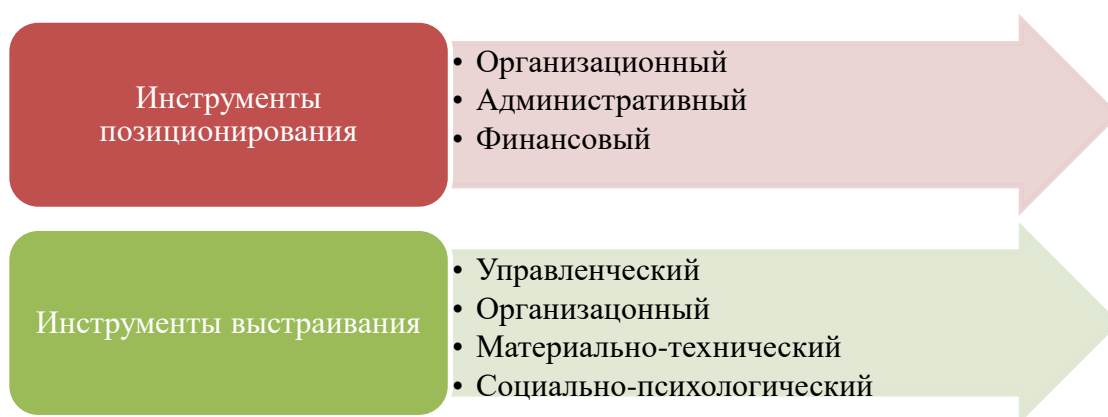 Инструменты
позиционирования
• Организационный
• Административный
• Финансовый
Инструменты выстраивания
• Управленческий
• Организацонный
• Материально-технический
• Социально-психологический